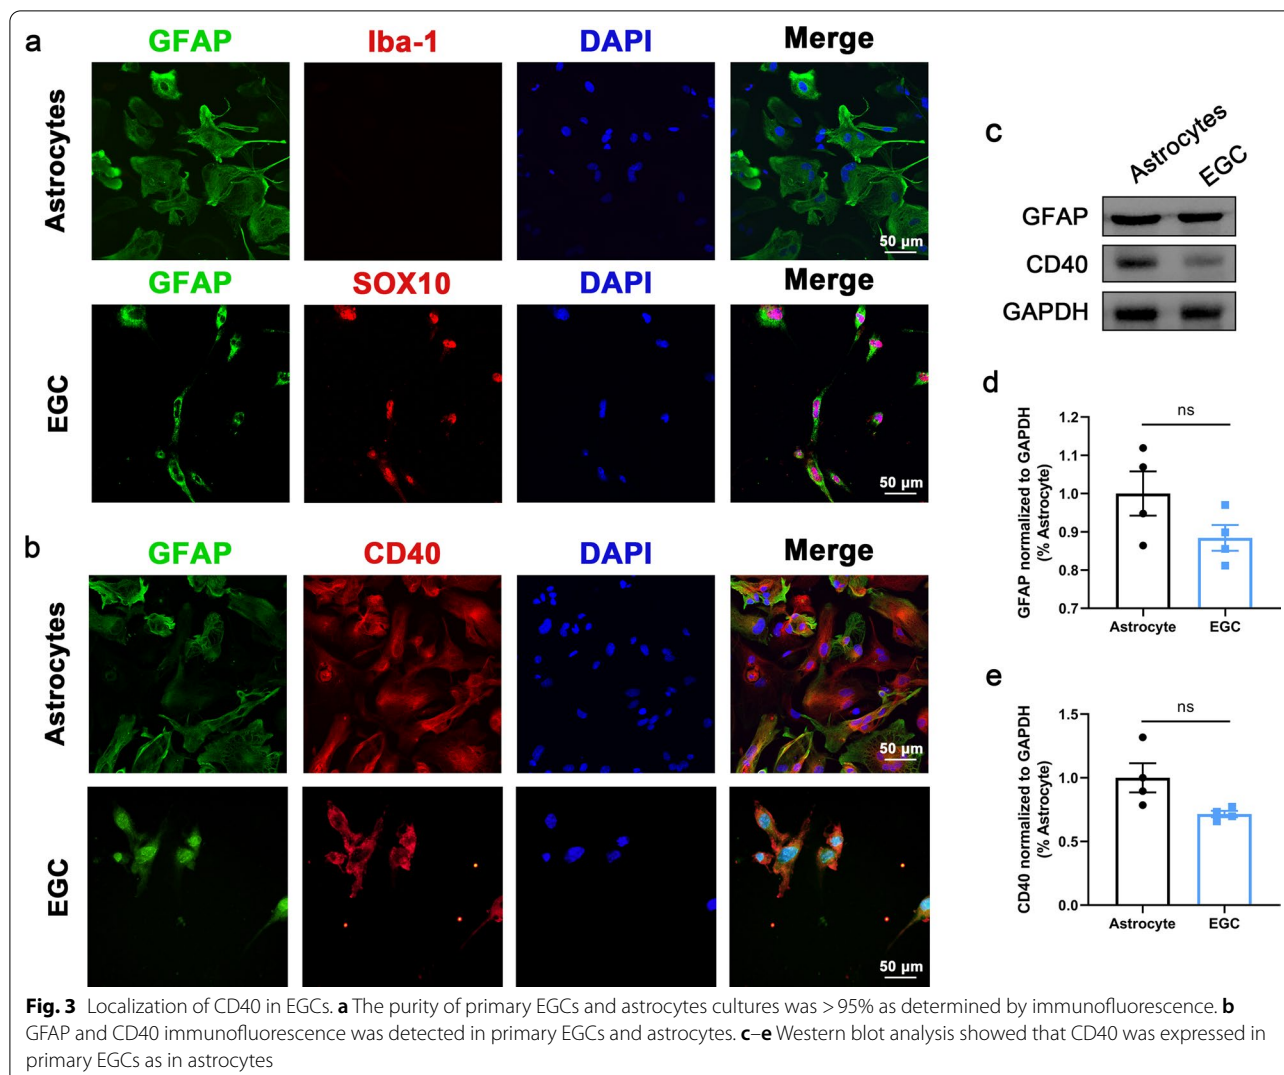 a
GFAP Iba-1 DAPI Merge
Astrocytes
50 µm
GFAP SOX10 DAPI Merge
EGC
50 µm
b
GFAP CD40 DAPI Merge
Astrocytes
50 µm
EGC
50 µm
c
Astrocytes EGC
GFAP
CD40
GAPDH
d
GFAP normalized to GAPDH
(% Astrocyte)
ns
1.2
1.1
1.0
0.9
0.8
0.7
Astrocyte EGC
e
CD40 normalized to GAPDH
(% Astrocyte)
ns
1.5
1.0
0.5
0.0
Astrocyte EGC
Fig. 3 Localization of CD40 in EGCs. a The purity of primary EGCs and astrocytes cultures was > 95% as determined by immunofluorescence. b
GFAP and CD40 immunofluorescence was detected in primary EGCs and astrocytes. c–e Western blot analysis showed that CD40 was expressed in
primary EGCs as in astrocytes